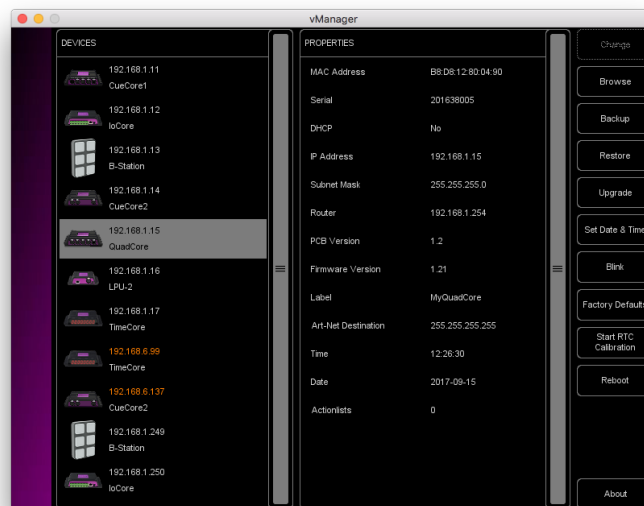 vManager
DEVICES
192.168.1.11
CueCore1
192.168.1.12
IoCore
192.168.1.13
B-Station
192.168.1.14
CueCore2
192.168.1.15
QuadCore
192.168.1.16
LPU-2
192.168.1.17
TimeCore
192.168.6.99
TimeCore
192.168.6.137
CueCore2
192.168.1.249
B-Station
192.168.1.250
IoCore
PROPERTIES
MAC Address B8:D8:12:80:04:90
Serial 201638005
DHCP No
IP Address 192.168.1.15
Subnet Mask 255.255.255.0
Router 192.168.1.254
PCB Version 1.2
Firmware Version 1.21
Label MyQuadCore
Art-Net Destination 255.255.255.255
Time 12:26:30
Date 2017-09-15
Actionlists 0
Change
Browse
Backup
Restore
Upgrade
Set Date & Time
Blink
Factory Defaults
Start RTC
Calibration
Reboot
About